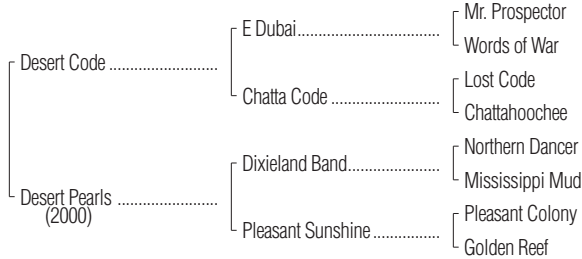 Mr. Prospector
E Dubai..............................
Words of War
Desert Code .......................
Lost Code
Chatta Code .......................
Chattahoochee
Northern Dancer
Dixieland Band...................
Mississippi Mud
Desert Pearls .....................
(2000)
Pleasant Colony
Pleasant Sunshine..............
Golden Reef